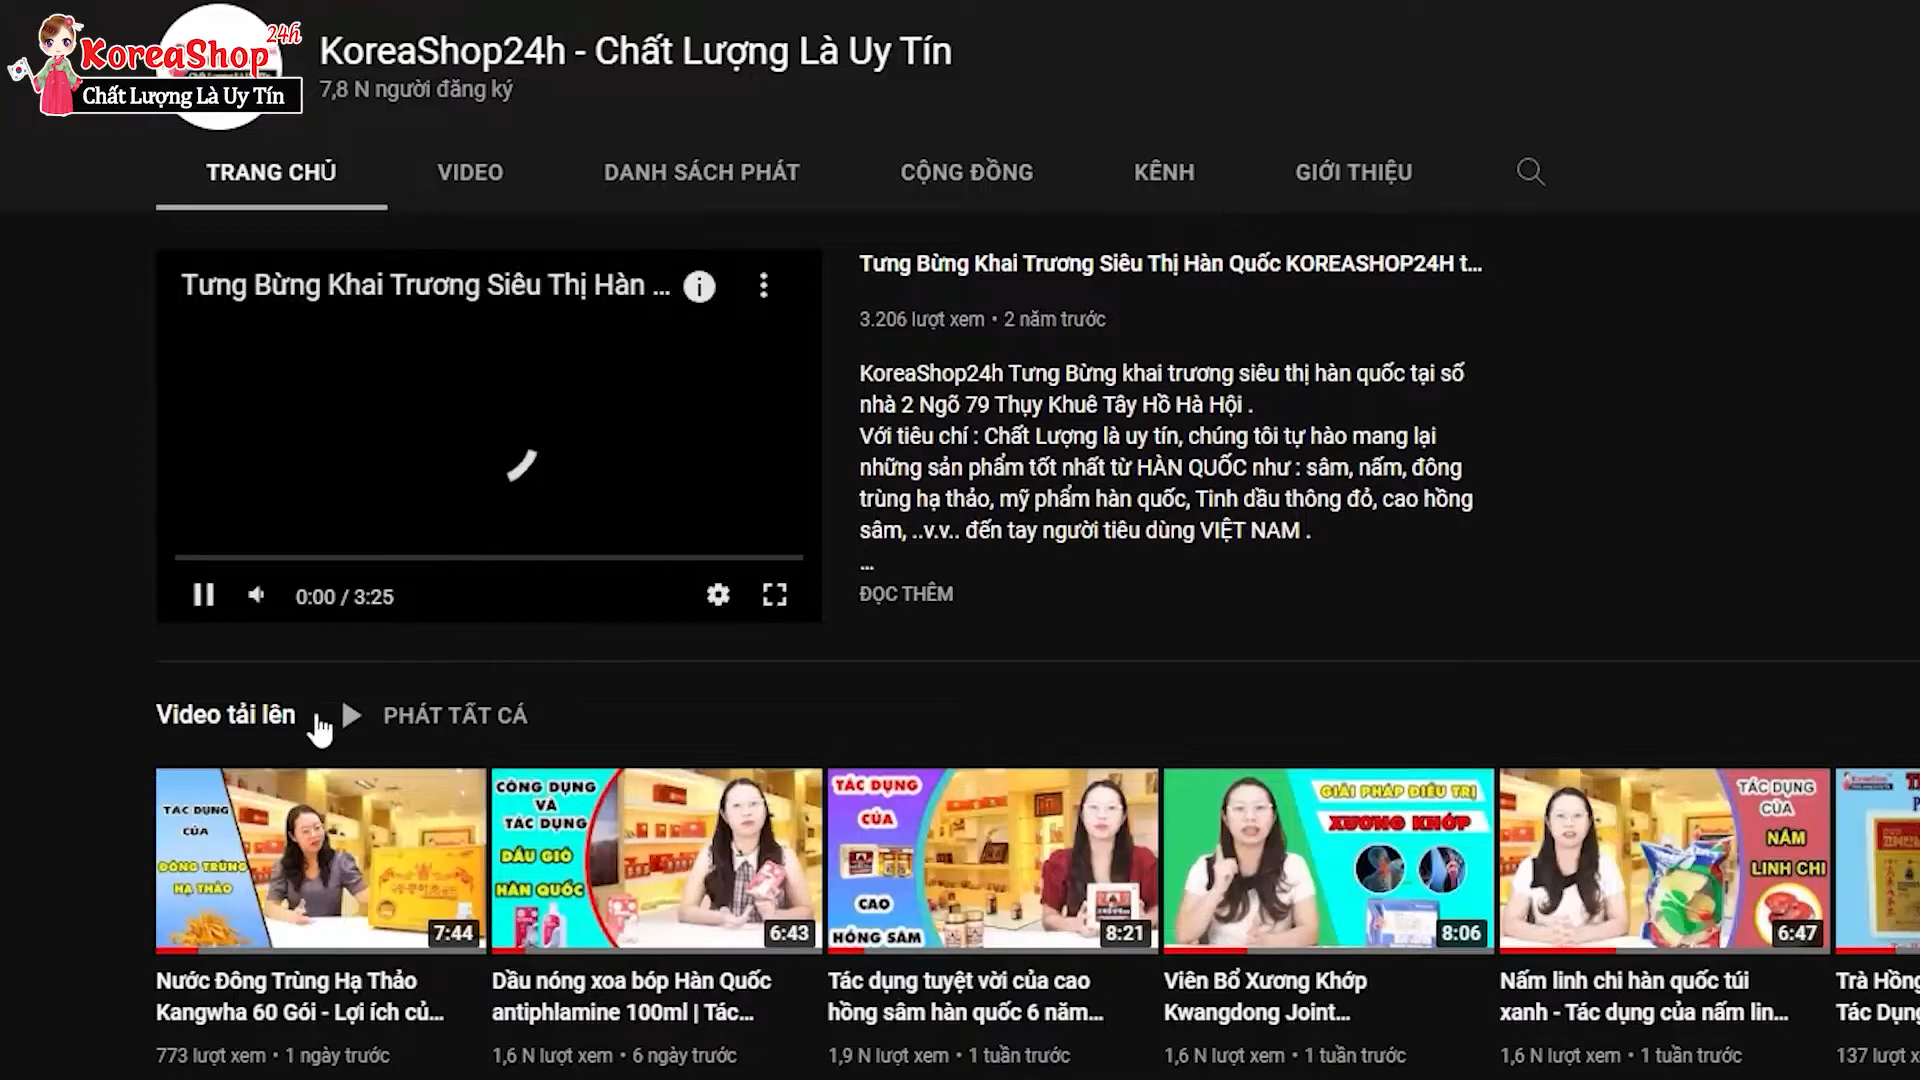 KoreaShop 24h
Chất Lượng Là Uy Tín
KoreaShop24h - Chất Lượng Là Uy Tín
7,8 N người đăng ký
TRANG CHỦ
VIDEO
DANH SÁCH PHÁT
CỘNG ĐỒNG
KÊNH
GIỚI THIỆU
Tưng Bừng Khai Trương Siêu Thị Hàn ...
0:00 / 3:25
Tưng Bừng Khai Trương Siêu Thị Hàn Quốc KOREASHOP24H t...
3.206 lượt xem • 2 năm trước
KoreaShop24h Tưng Bừng khai trương siêu thị hàn quốc tại số
nhà 2 Ngõ 79 Thụy Khuê Tây Hồ Hà Hội .
Với tiêu chí : Chất Lượng là uy tín, chúng tôi tự hào mang lại
những sản phẩm tốt nhất từ HÀN QUỐC như : sâm, nấm, đông
trùng hạ thảo, mỹ phẩm hàn quốc, Tinh dầu thông đỏ, cao hồng
sâm, ..v.v.. đến tay người tiêu dùng VIỆT NAM .
...
ĐỌC THÊM
Video tải lên
PHÁT TẤT CẢ
TÁC DỤNG
CỦA
ĐÔNG TRÙNG
HẠ THẢO
7:44
CÔNG DỤNG
VÀ
TÁC DỤNG
DẦU GIÓ
HÀN QUỐC
6:43
TÁC DỤNG
CỦA
CAO
HỒNG SÂM
8:21
GIẢI PHÁP ĐIỀU TRỊ
XƯƠNG KHỚP
8:06
TÁC DỤNG
CỦA
NẤM
LINH CHI
6:47
Nước Đông Trùng Hạ Thảo
Kangwha 60 Gói - Lợi ích củ...
773 lượt xem • 1 ngày trước
Dầu nóng xoa bóp Hàn Quốc
antiphlamine 100ml | Tác...
1,6 N lượt xem • 6 ngày trước
Tác dụng tuyệt vời của cao
hồng sâm hàn quốc 6 năm...
1,9 N lượt xem • 1 tuần trước
Viên Bổ Xương Khớp
Kwangdong Joint...
1,6 N lượt xem • 1 tuần trước
Nấm linh chi hàn quốc túi
xanh - Tác dụng của nấm lin...
1,6 N lượt xem • 1 tuần trước
Trà Hồng
Tác Dụng
137 lượt x